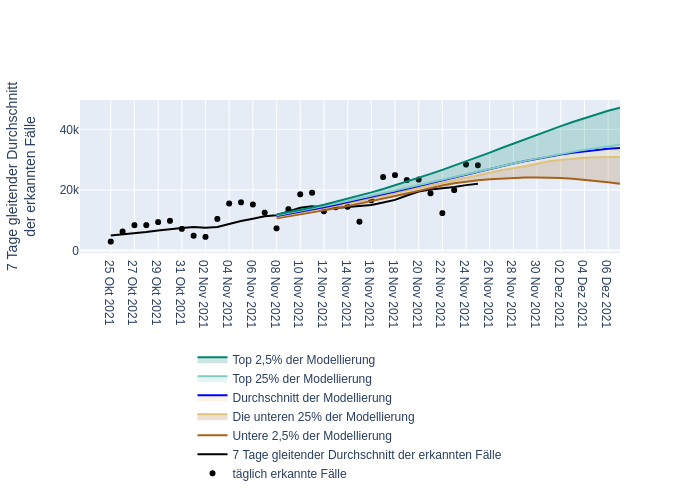 7 Tage gleitender Durchschnitt
der erkannten Fälle
40k
20k
0
25 Okt 2021
27 Okt 2021
29 Okt 2021
31 Okt 2021
02 Nov 2021
04 Nov 2021
06 Nov 2021
08 Nov 2021
10 Nov 2021
12 Nov 2021
14 Nov 2021
16 Nov 2021
18 Nov 2021
20 Nov 2021
22 Nov 2021
24 Nov 2021
26 Nov 2021
28 Nov 2021
30 Nov 2021
02 Dez 2021
04 Dez 2021
06 Dez 2021
Top 2,5% der Modellierung
Top 25% der Modellierung
Durchschnitt der Modellierung
Die unteren 25% der Modellierung
Untere 2,5% der Modellierung
7 Tage gleitender Durchschnitt der erkannten Fälle
täglich erkannte Fälle